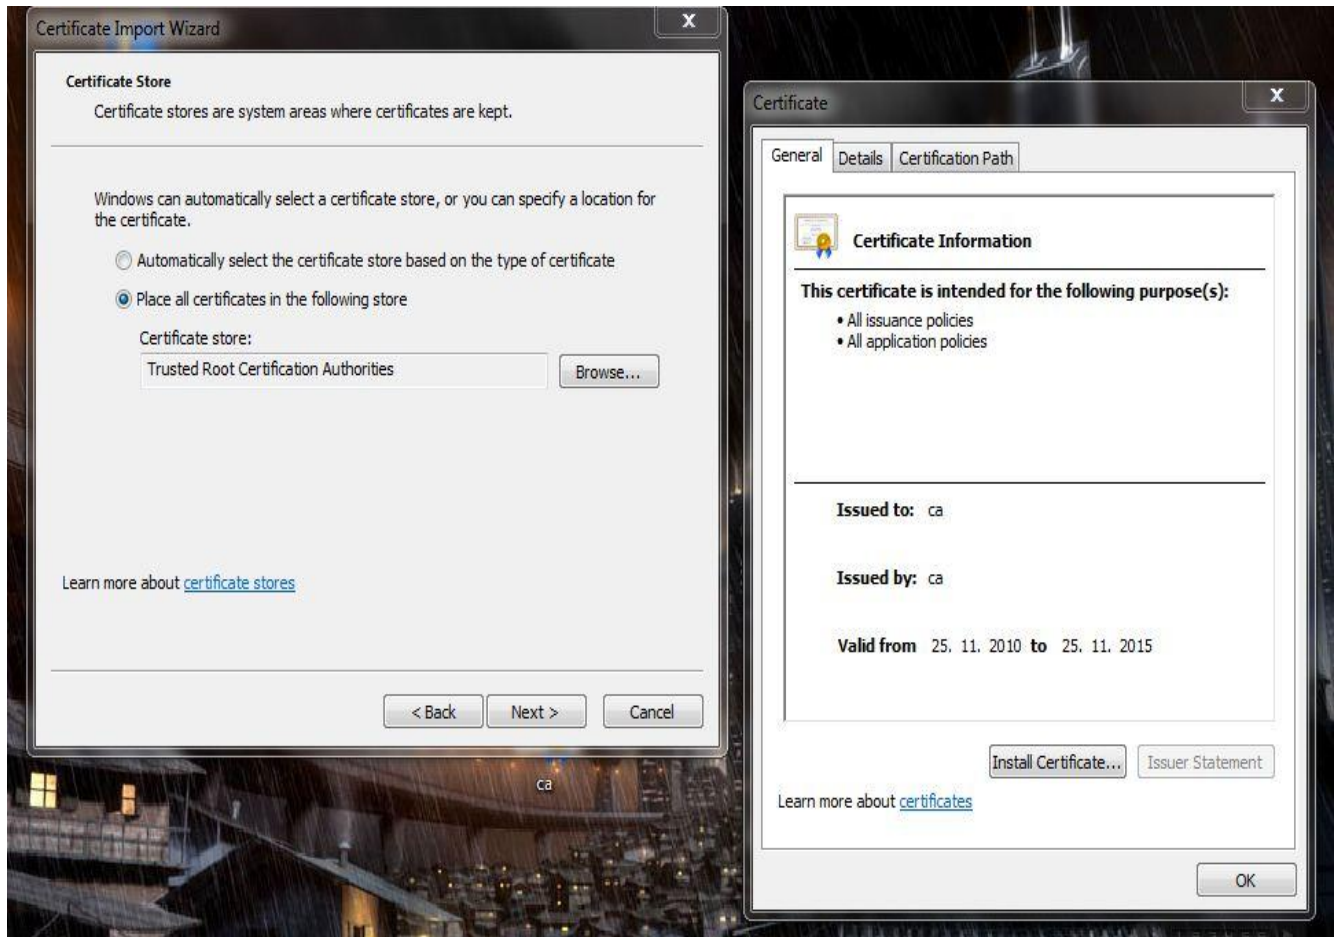 Certificate Import Wizard
X
Certificate Store
Certificate stores are system areas where certificates are kept.
Windows can automatically select a certificate store, or you can specify a location for
the certificate.
Automatically select the certificate store based on the type of certificate
Place all certificates in the following store
Certificate store:
Trusted Root Certification Authorities
Browse...
Learn more about certificate stores
< Back
Next >
Cancel
ca
Certificate
X
General
Details
Certification Path
Certificate Information
This certificate is intended for the following purpose(s):
• All issuance policies
• All application policies
Issued to: ca
Issued by: ca
Valid from 25. 11. 2010 to 25. 11. 2015
Install Certificate...
Issuer Statement
Learn more about certificates
OK